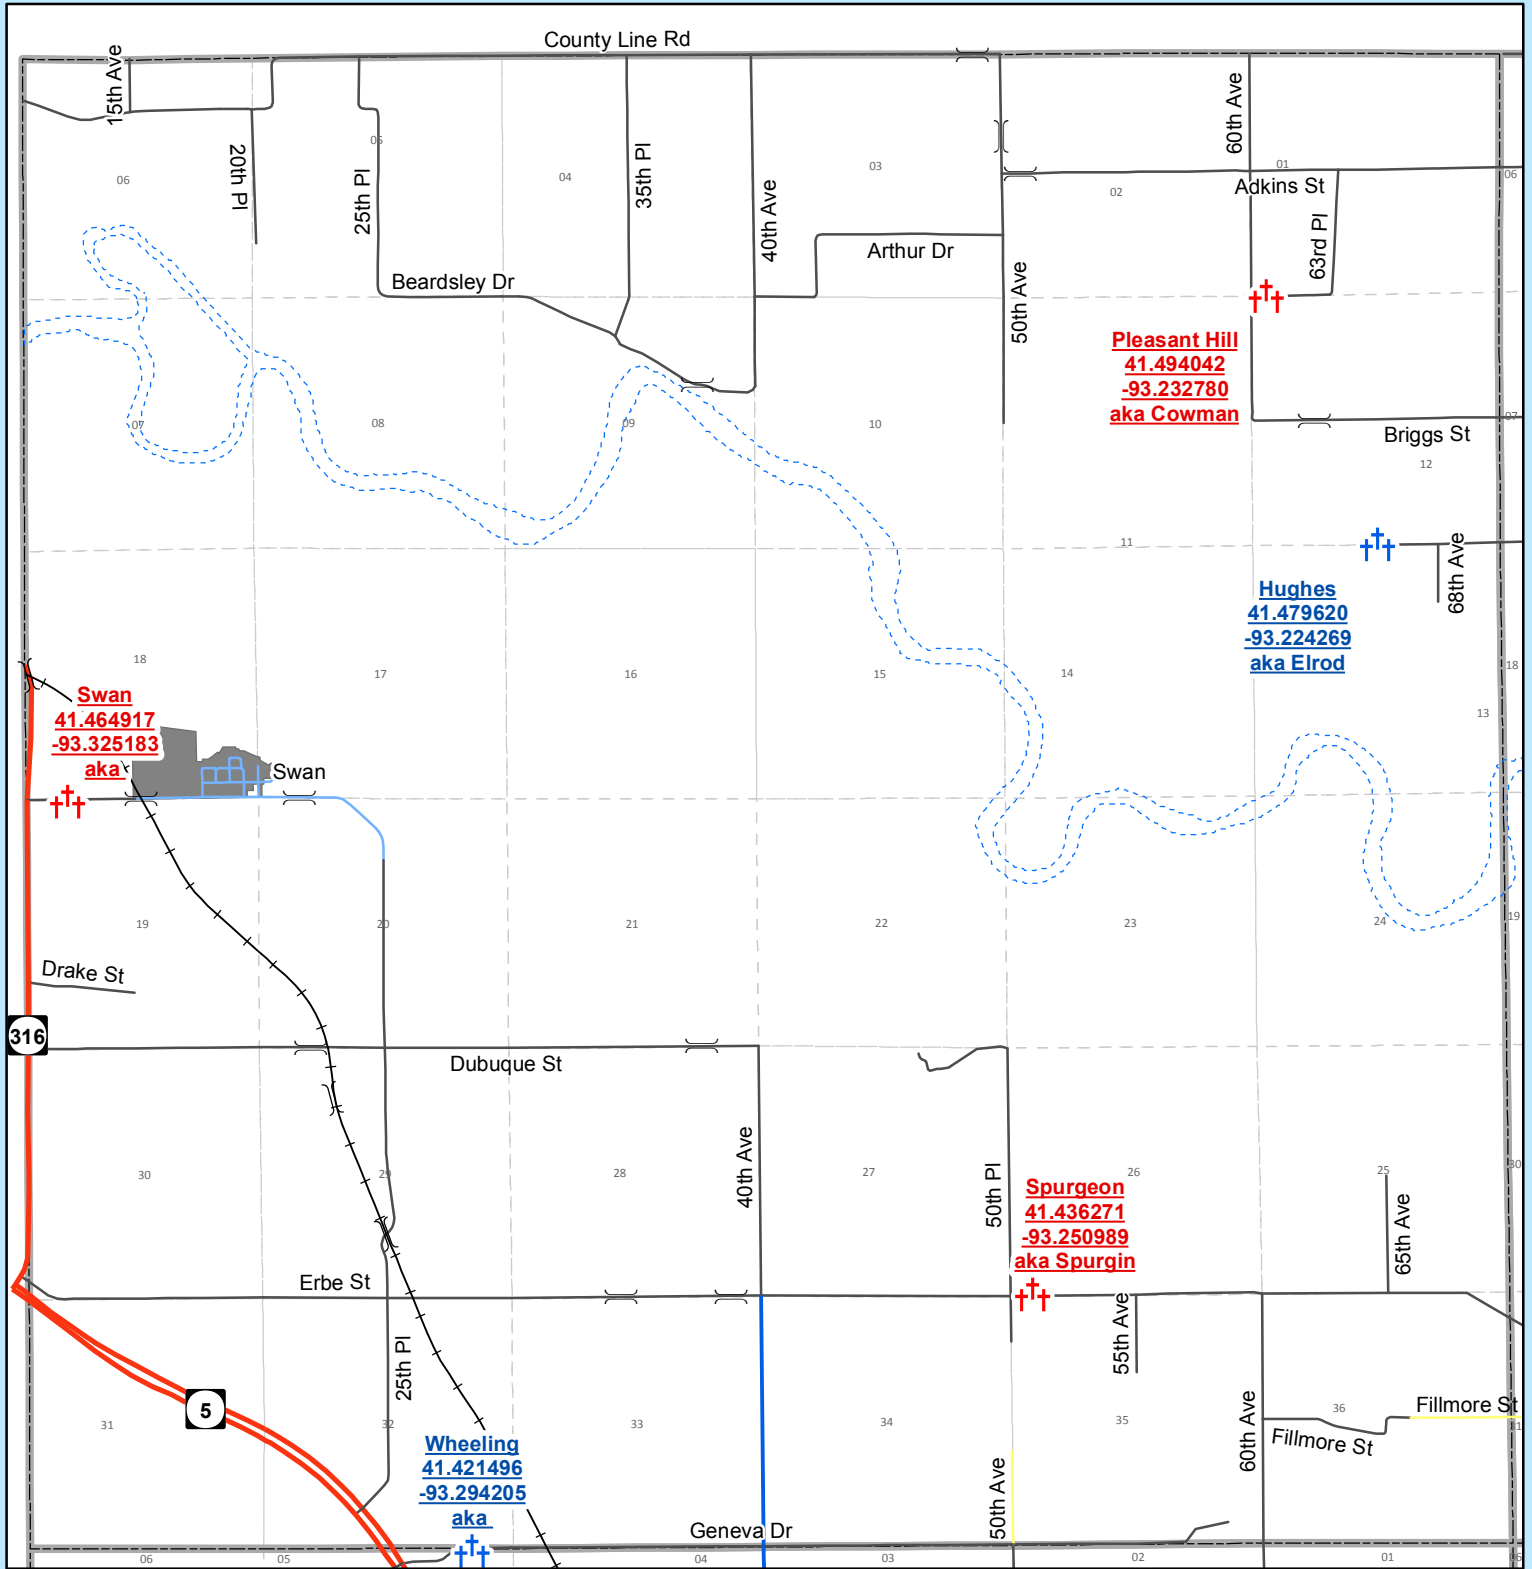 County Line Rd
15th Ave
20th Pl
25th Pl
35th Pl
40th Ave
50th Ave
60th Ave
63rd Pl
05
06
04
03
02
01
06
Adkins St
Arthur Dr
Beardsley Dr
Pleasant Hill
41.494042
-93.232780
aka Cowman
07
08
09
10
07
Briggs St
12
11
68th Ave
Hughes
41.479620
-93.224269
aka Elrod
18
17
16
15
14
13
18
Swan
41.464917
-93.325183
aka
Swan
19
20
21
22
23
24
19
Drake St
316
Dubuque St
30
29
28
27
26
25
30
40th Ave
50th Pl
65th Ave
Spurgeon
41.436271
-93.250989
aka Spurgin
Erbe St
25th Pl
55th Ave
5
31
32
33
34
35
36
31
60th Ave
Fillmore St
Fillmore St
Wheeling
41.421496
-93.294205
aka
50th Ave
Geneva Dr
06
05
04
03
02
01
06